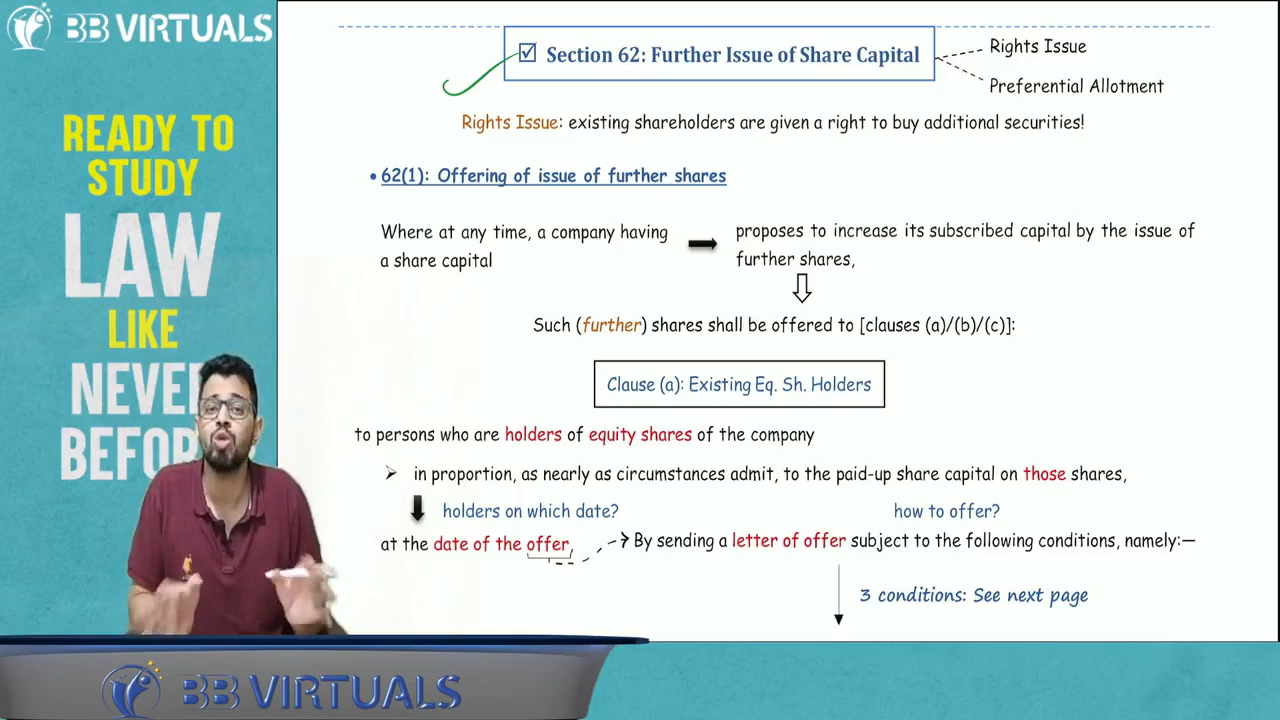 BB VIRTUALS
READY TO
STUDY
LAW
LIKE
NEVER
BEFOR
☑ Section 62: Further Issue of Share Capital
Rights Issue
Preferential Allotment
Rights Issue: existing shareholders are given a right to buy additional securities!
• 62(1): Offering of issue of further shares
Where at any time, a company having
a share capital
proposes to increase its subscribed capital by the issue of
further shares,
Such (further) shares shall be offered to [clauses (a)/(b)/(c)]:
Clause (a): Existing Eq. Sh. Holders
to persons who are holders of equity shares of the company
in proportion, as nearly as circumstances admit, to the paid-up share capital on those shares,
holders on which date?
how to offer?
at the date of the offer,
By sending a letter of offer subject to the following conditions, namely:—
3 conditions: See next page
BB VIRTUALS